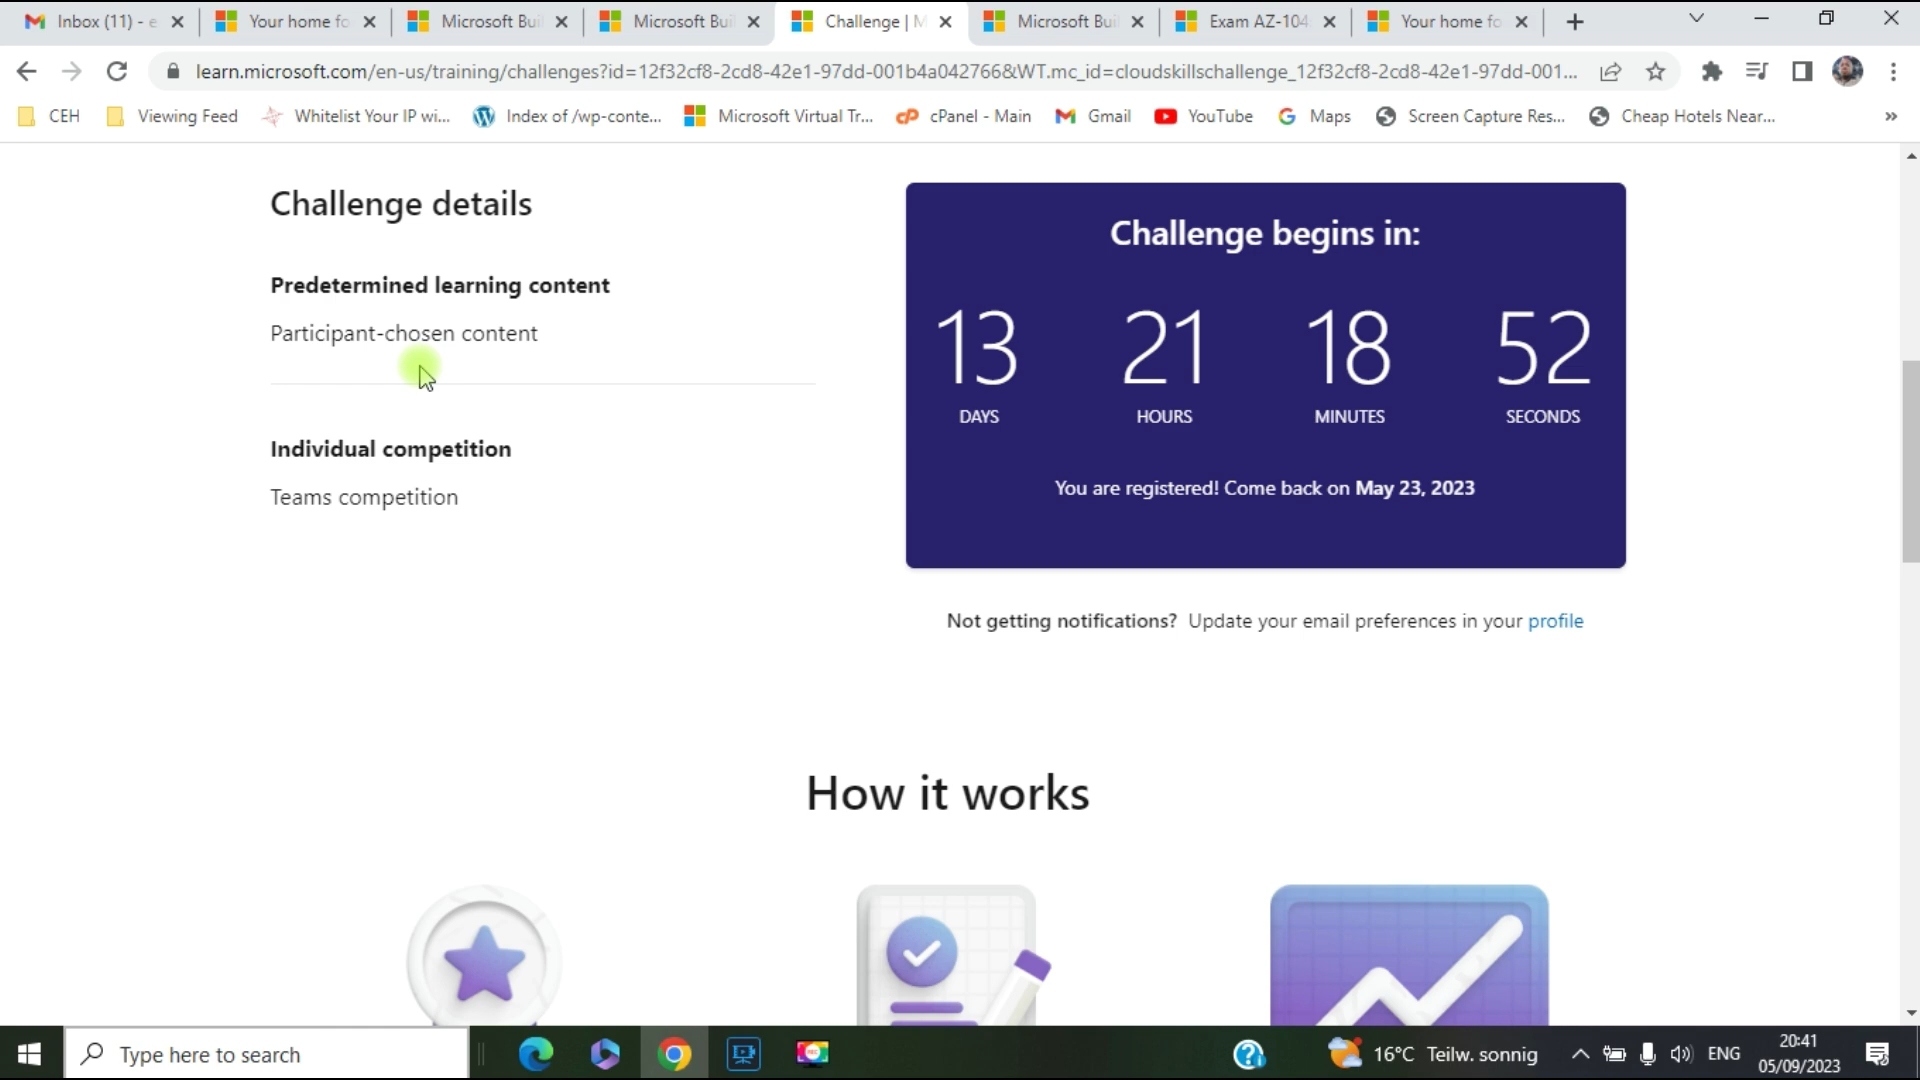 Inbox (11) - e
Your home fo
Microsoft Bui
Microsoft Bui
Challenge | M
Microsoft Bui
Exam AZ-104
Your home fo
learn.microsoft.com/en-us/training/challenges?id=12f32cf8-2cd8-42e1-97dd-001b4a042766&WT.mc_id=cloudskillschallenge_12f32cf8-2cd8-42e1-97dd-001...
CEH
Viewing Feed
Whitelist Your IP wi...
Index of /wp-conte...
Microsoft Virtual Tr...
cPanel - Main
Gmail
YouTube
Maps
Screen Capture Res...
Cheap Hotels Near...
»
Challenge details
Predetermined learning content
Participant-chosen content
Individual competition
Teams competition
Challenge begins in:
13 21 18 52
DAYS HOURS MINUTES SECONDS
You are registered! Come back on May 23, 2023
Not getting notifications? Update your email preferences in your profile
How it works
Type here to search
16°C Teilw. sonnig
ENG
20:41
05/09/2023